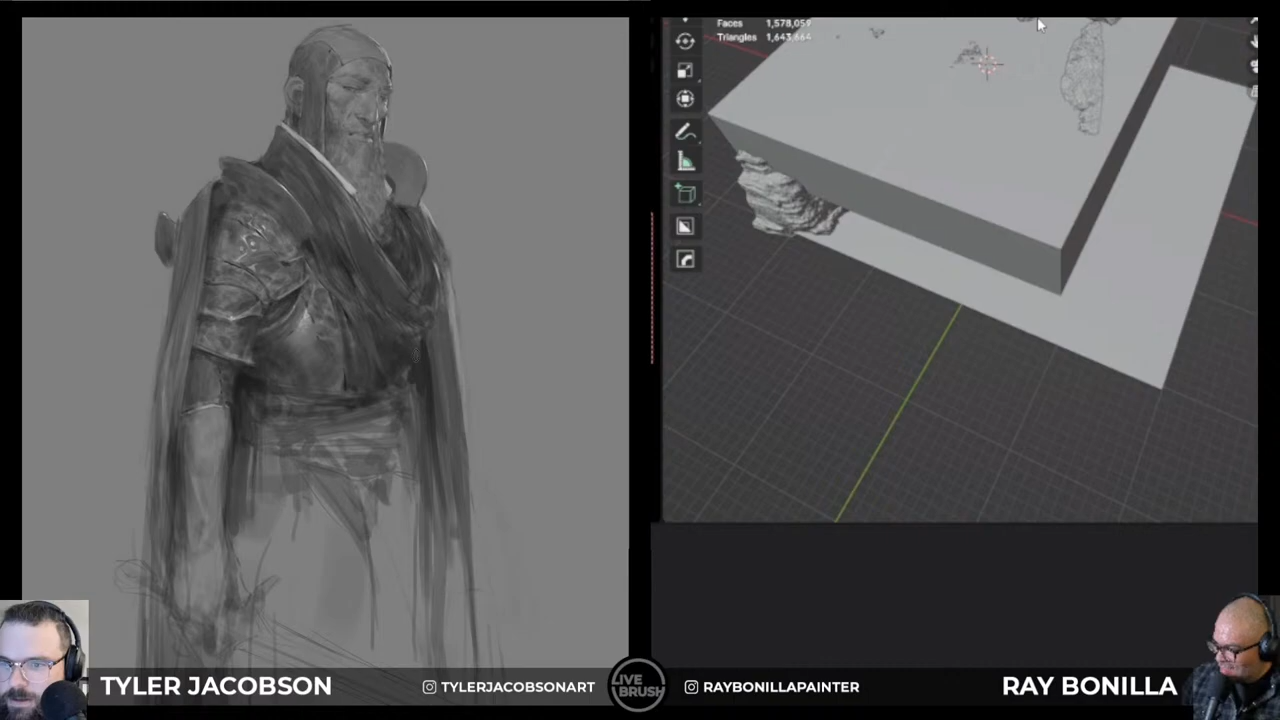 Faces 1,578,059
Triangles 1,643,664
TYLER JACOBSON
TYLERJACOBSONART
LIVE
BRUSH
RAYBONILLAPAINTER
RAY BONILLA